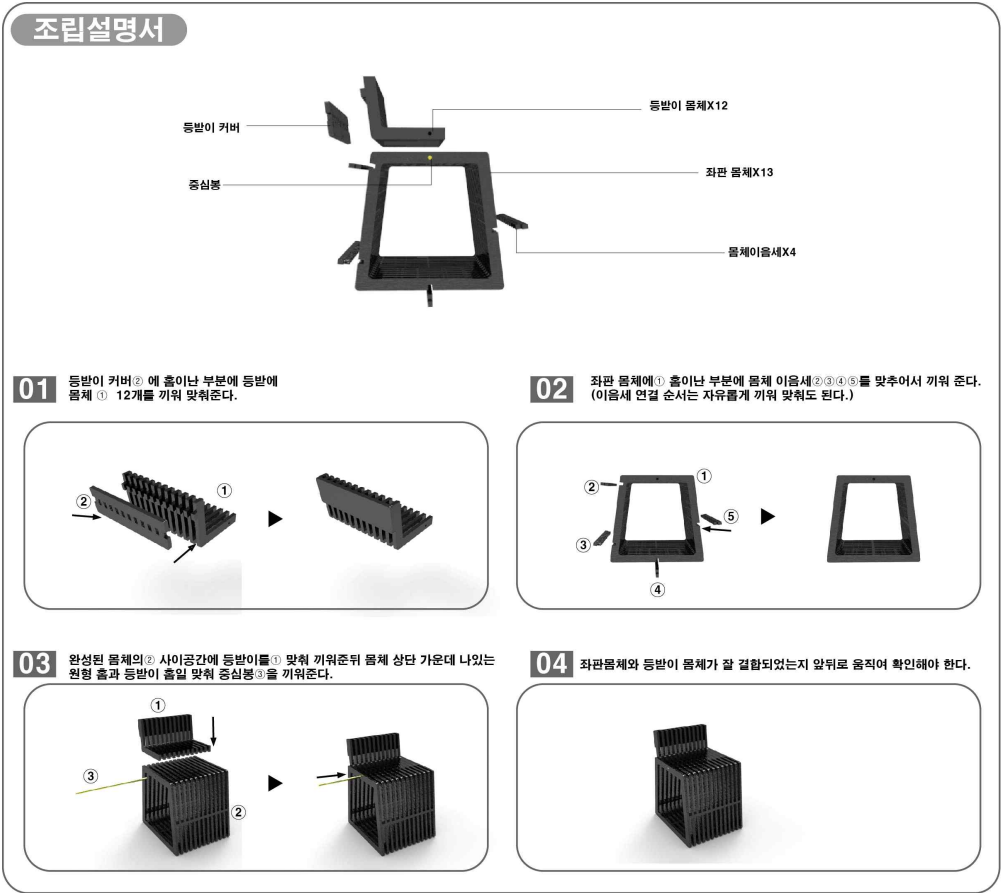 조립설명서
등받이 몸체X12
등받이 커버
좌판 몸체X13
중심봉
몸체이음세X4
01
등받이 커버② 에 홈이난 부분에 등받에
몸체 ① 12개를 끼워 맞춰준다.
02
좌판 몸체에① 홈이난 부분에 몸체 이음세②③④⑤를 맞추어서 끼워 준다.
(이음세 연결 순서는 자유롭게 끼워 맞춰도 된다.)
①
②
①
②
⑤
③
④
03
완성된 몸체의② 사이공간에 등받이틀① 맞춰 끼워준뒤 몸체 상단 가운데 나있는
원형 홈과 등받이 홈일 맞춰 중심봉③을 끼워준다.
04
좌판몸체와 등받이 몸체가 잘 결합되었는지 앞뒤로 움직여 확인해야 한다.
①
③
②